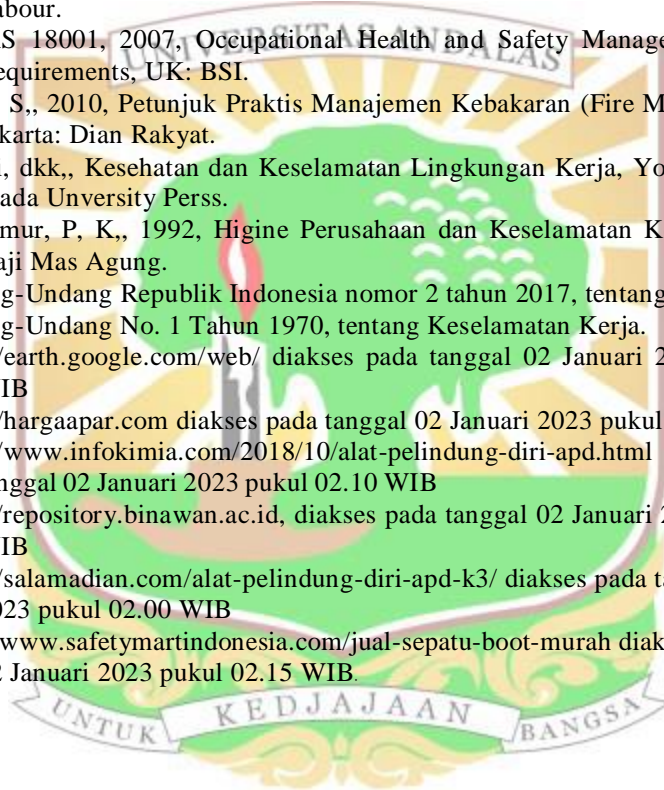 abour.
AS 18001, 2007, Occupational Health and Safety Manage
equirements, UK: BSI.
S,, 2010, Petunjuk Praktis Manajemen Kebakaran (Fire M
karta: Dian Rakyat.
i, dkk,, Kesehatan dan Keselamatan Lingkungan Kerja, Yo
ada Unversity Perss.
mur, P, K,, 1992, Higine Perusahaan dan Keselamatan K
aji Mas Agung.
g-Undang Republik Indonesia nomor 2 tahun 2017, tentang
g-Undang No. 1 Tahun 1970, tentang Keselamatan Kerja.
/earth.google.com/web/ diakses pada tanggal 02 Januari 2
IB
/hargaapar.com diakses pada tanggal 02 Januari 2023 pukul
/www.infokimia.com/2018/10/alat-pelindung-diri-apd.html
nggal 02 Januari 2023 pukul 02.10 WIB
/repository.binawan.ac.id, diakses pada tanggal 02 Januari 2
IB
/salamadian.com/alat-pelindung-diri-apd-k3/ diakses pada ta
023 pukul 02.00 WIB
www.safetymartindonesia.com/jual-sepatu-boot-murah diak
2 Januari 2023 pukul 02.15 WIB.
UNIVERSITAS ANDALAS
UNTUK KEDJAJAAN BANGSA